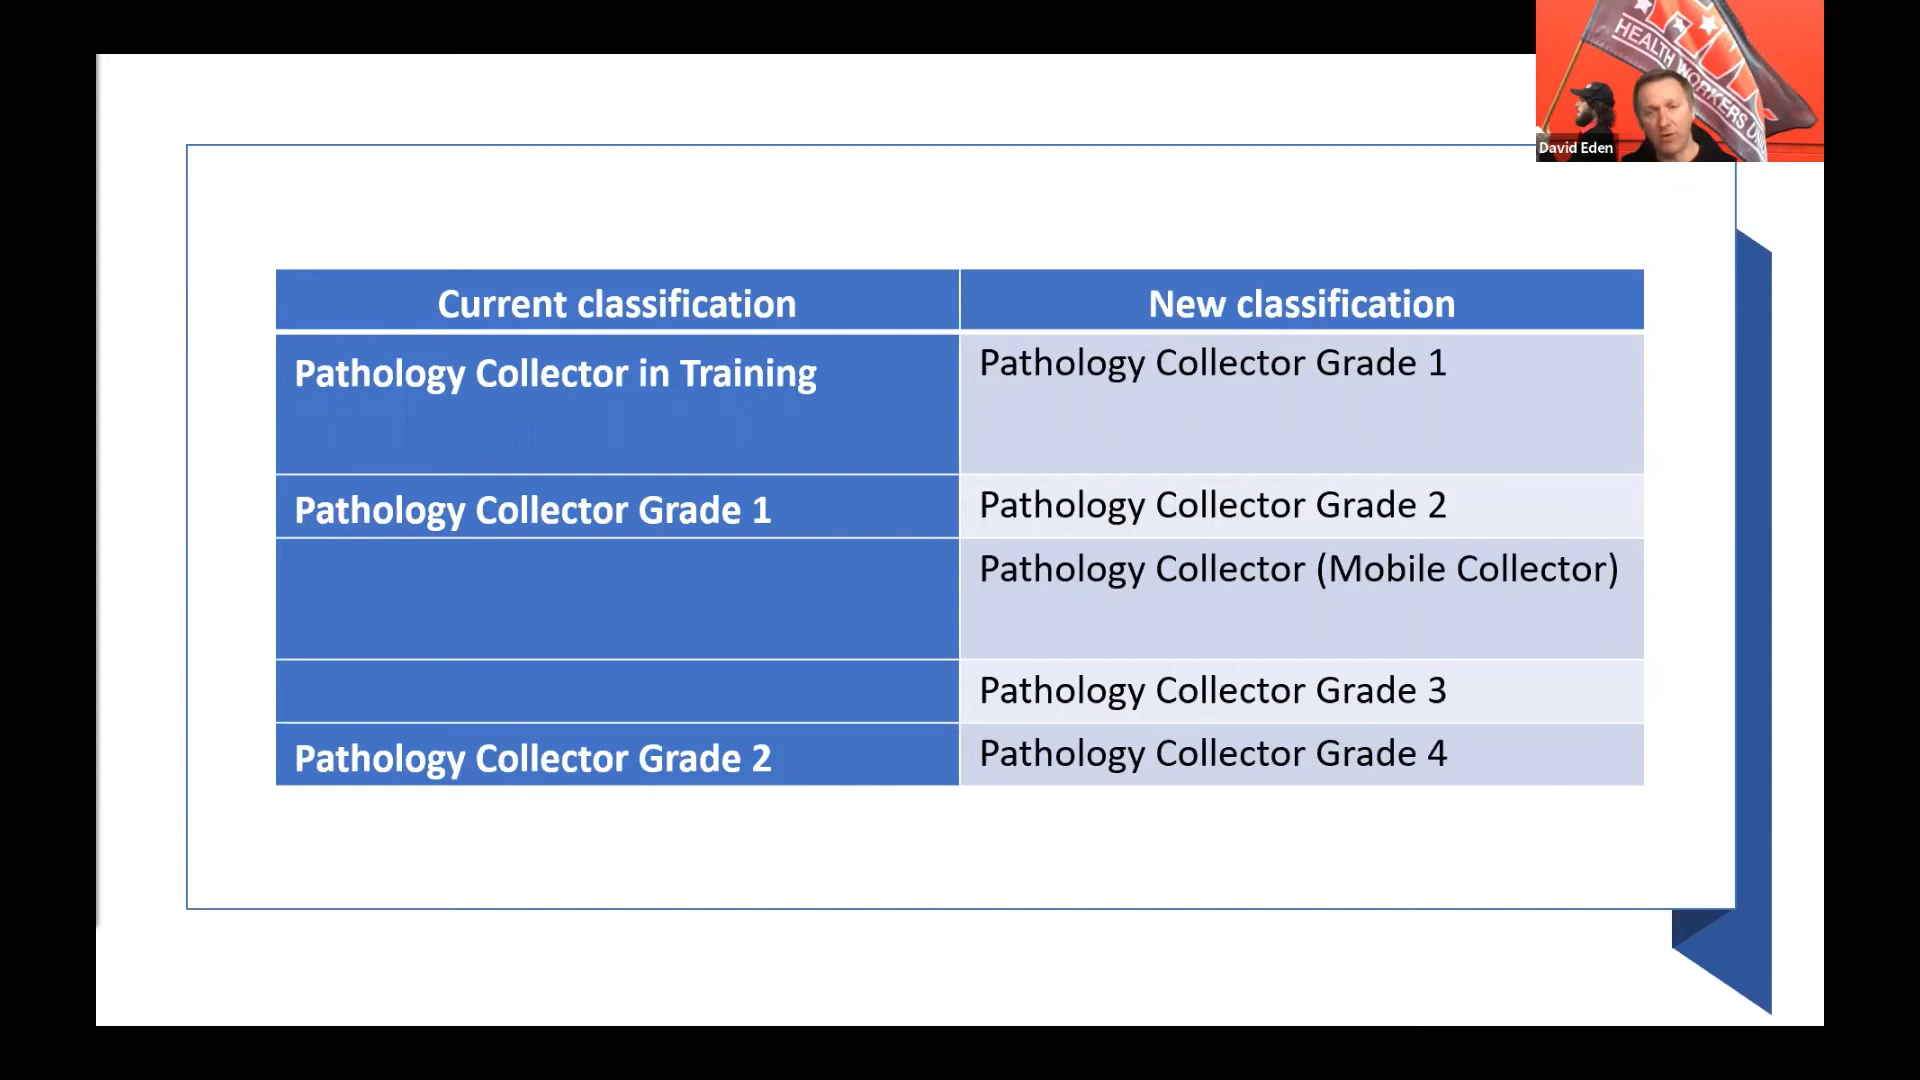 HEALTH WORKERS UNI
David Eden
Current classification
New classification
Pathology Collector in Training
Pathology Collector Grade 1
Pathology Collector Grade 1
Pathology Collector Grade 2
Pathology Collector (Mobile Collector)
Pathology Collector Grade 3
Pathology Collector Grade 2
Pathology Collector Grade 4